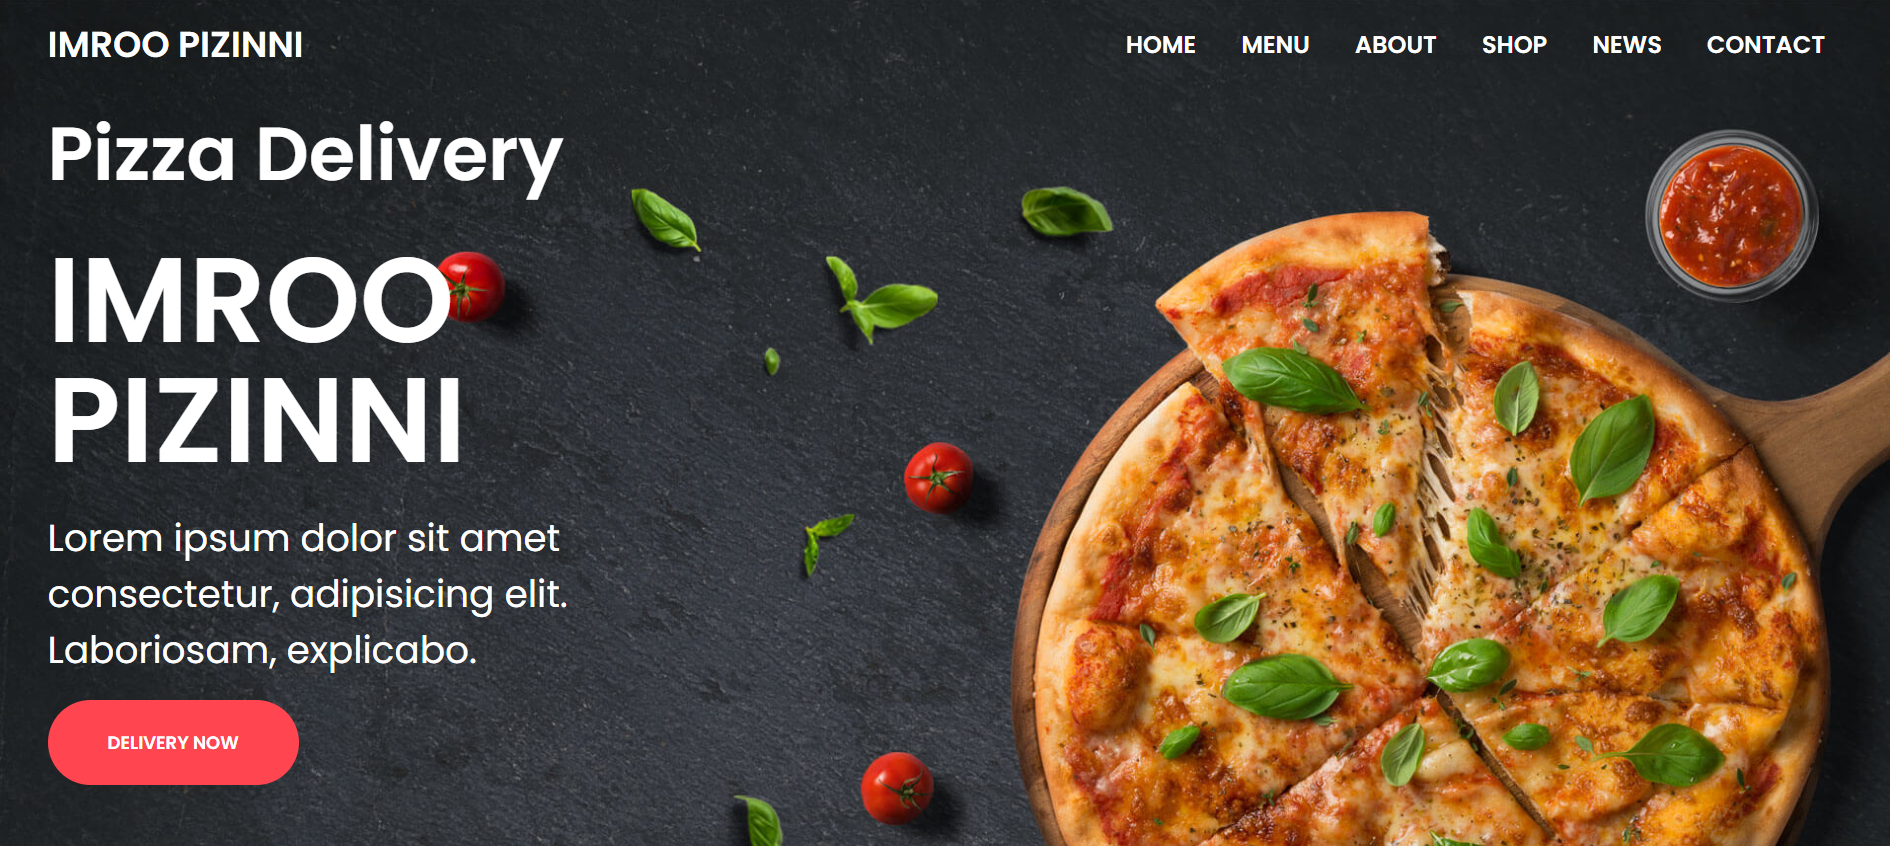 IMROO PIZINNI
HOME MENU ABOUT SHOP NEWS CONTACT
Pizza Delivery
IMROO
PIZINNI
Lorem ipsum dolor sit amet
consectetur, adipisicing elit.
Laboriosam, explicabo.
DELIVERY NOW